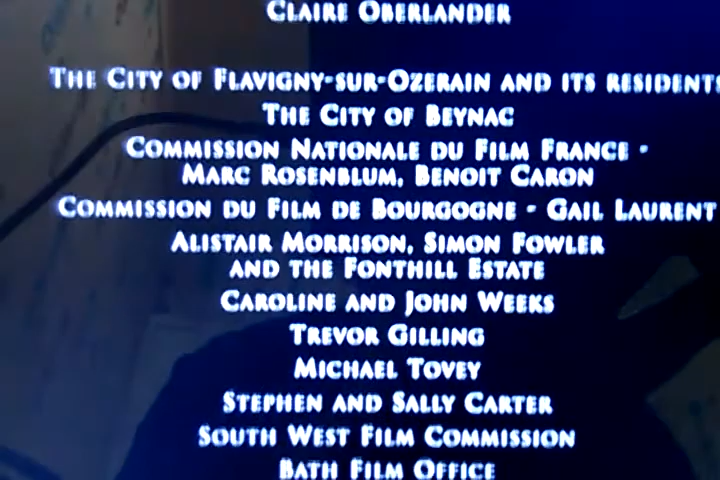 CLAIRE OBERLANDER
THE CITY OF FLAVIGNY-SUR-OZERAIN AND ITS RESIDENTS
THE CITY OF BEYNAC
COMMISSION NATIONALE DU FILM FRANCE -
MARC ROSENBLUM, BENOIT CARON
COMMISSION DU FILM DE BOURGOGNE - GAIL LAURENT
ALISTAIR MORRISON, SIMON FOWLER
AND THE FONTHILL ESTATE
CAROLINE AND JOHN WEEKS
TREVOR GILLING
MICHAEL TOVEY
STEPHEN AND SALLY CARTER
SOUTH WEST FILM COMMISSION
BATH FILM OFFICE